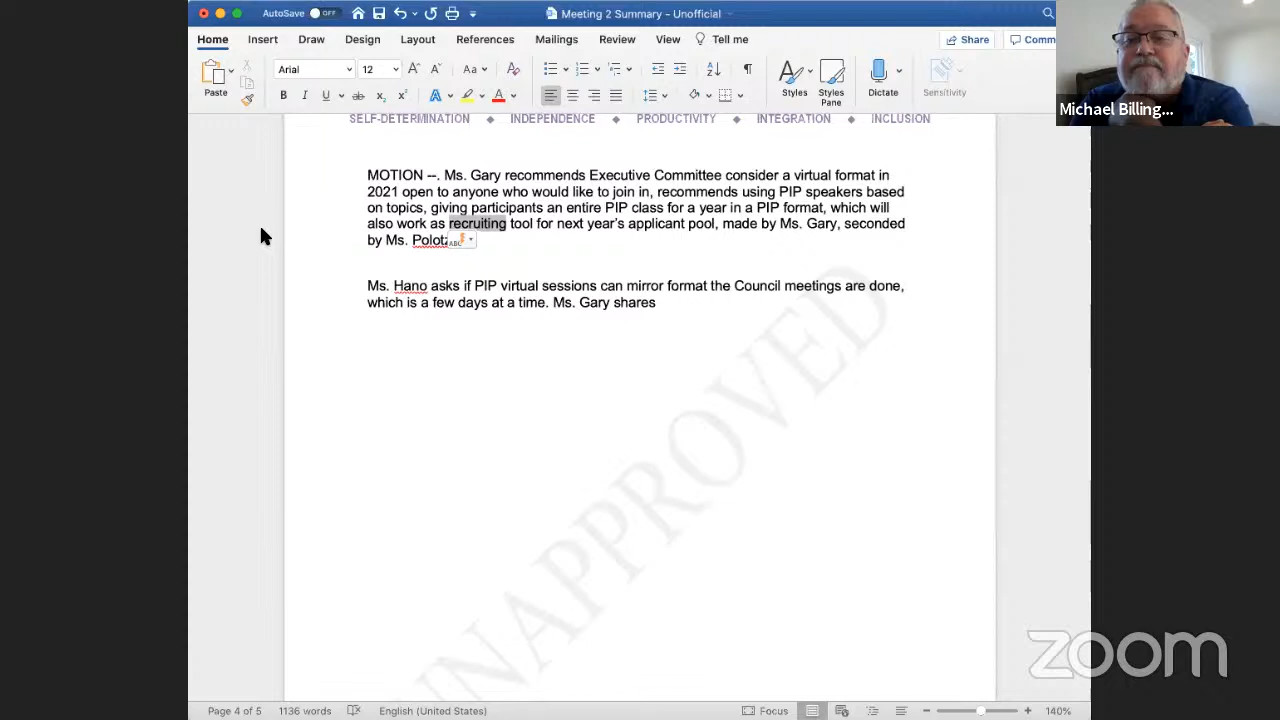 AutoSave OFF
Meeting 2 Summary - Unofficial
Home Insert Draw Design Layout References Mailings Review View Tell me Share Comm
Paste
Arial 12
Styles Styles Pane Dictate Sensitivity
Michael Billing...
SELF-DETERMINATION ◆ INDEPENDENCE ◆ PRODUCTIVITY ◆ INTEGRATION ◆ INCLUSION
MOTION --. Ms. Gary recommends Executive Committee consider a virtual format in
2021 open to anyone who would like to join in, recommends using PIP speakers based
on topics, giving participants an entire PIP class for a year in a PIP format, which will
also work as recruiting tool for next year's applicant pool, made by Ms. Gary, seconded
by Ms.
Ms. Hano asks if PIP virtual sessions can mirror format the Council meetings are done,
which is a few days at a time. Ms. Gary shares
UNAPPROVED
zoom
Page 4 of 5 1136 words English (United States) Focus 140%